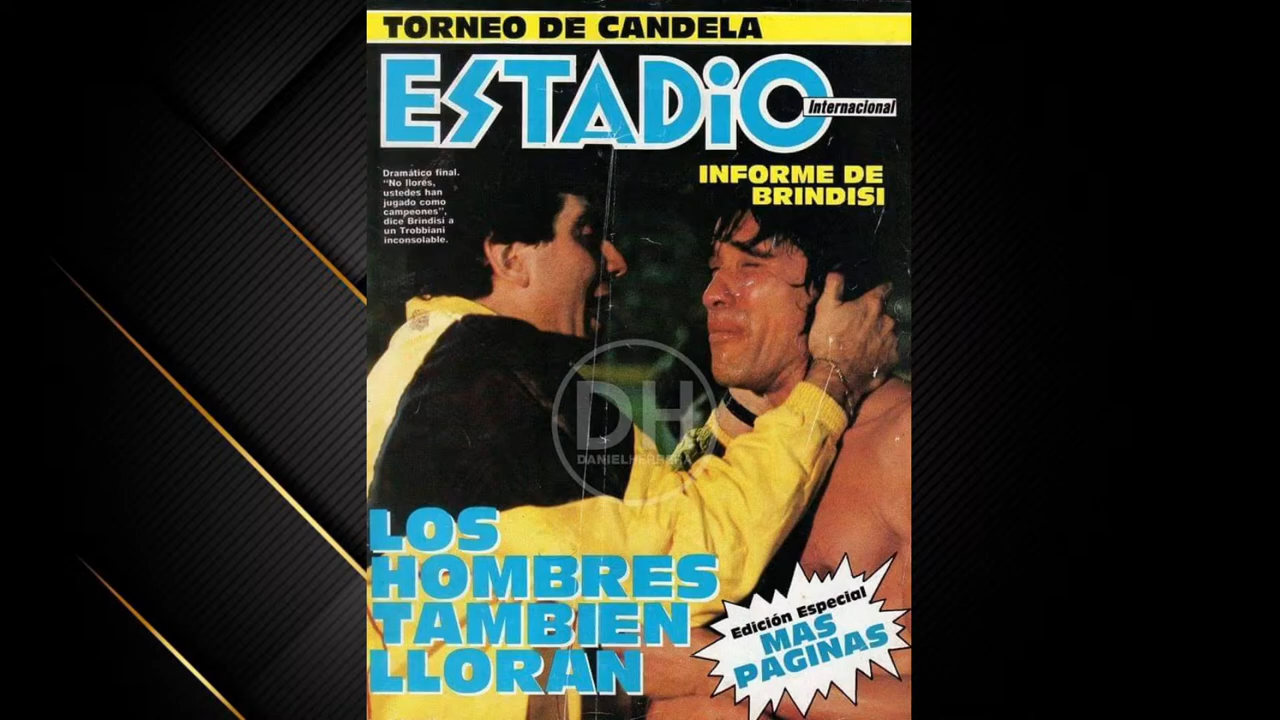 TORNEO DE CANDELA
ESTADiO
Internacional
INFORME DE
BRINDISI
Dramático final.
"No llorés,
ustedes han
jugado como
campeones",
dice Brindisi a
un Trobbiani
inconsolable.
DH
DANIELHERRERA
LOS
HOMBRES
TAMBIEN
LLORAN
Edición Especial
MAS
PAGINAS